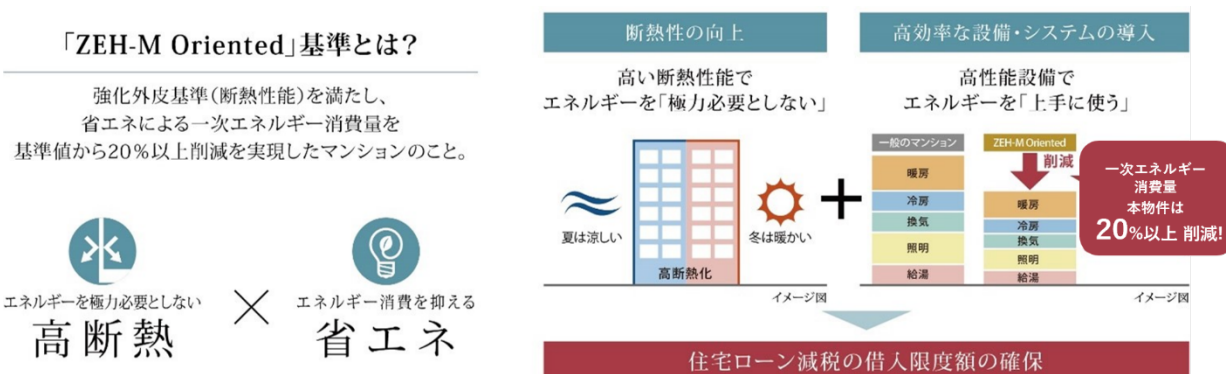 「ZEH-M Oriented」基準とは?
強化外皮基準(断熱性能)を満たし、
省エネによる一次エネルギー消費量を
基準値から20%以上削減を実現したマンションのこと。
エネルギーを極力必要としない
高断熱
×
エネルギー消費を抑える
省エネ
断熱性の向上
高い断熱性能で
エネルギーを「極力必要としない」
夏は涼しい
高断熱化
冬は暖かい
イメージ図
+
高効率な設備・システムの導入
高性能設備で
エネルギーを「上手に使う」
一般のマンション
暖房
冷房
換気
照明
給湯
ZEH-M Oriented
削減
暖房
冷房
換気
照明
給湯
一次エネルギー
消費量
本物件は
20%以上 削減!
イメージ図
住宅ローン減税の借入限度額の確保